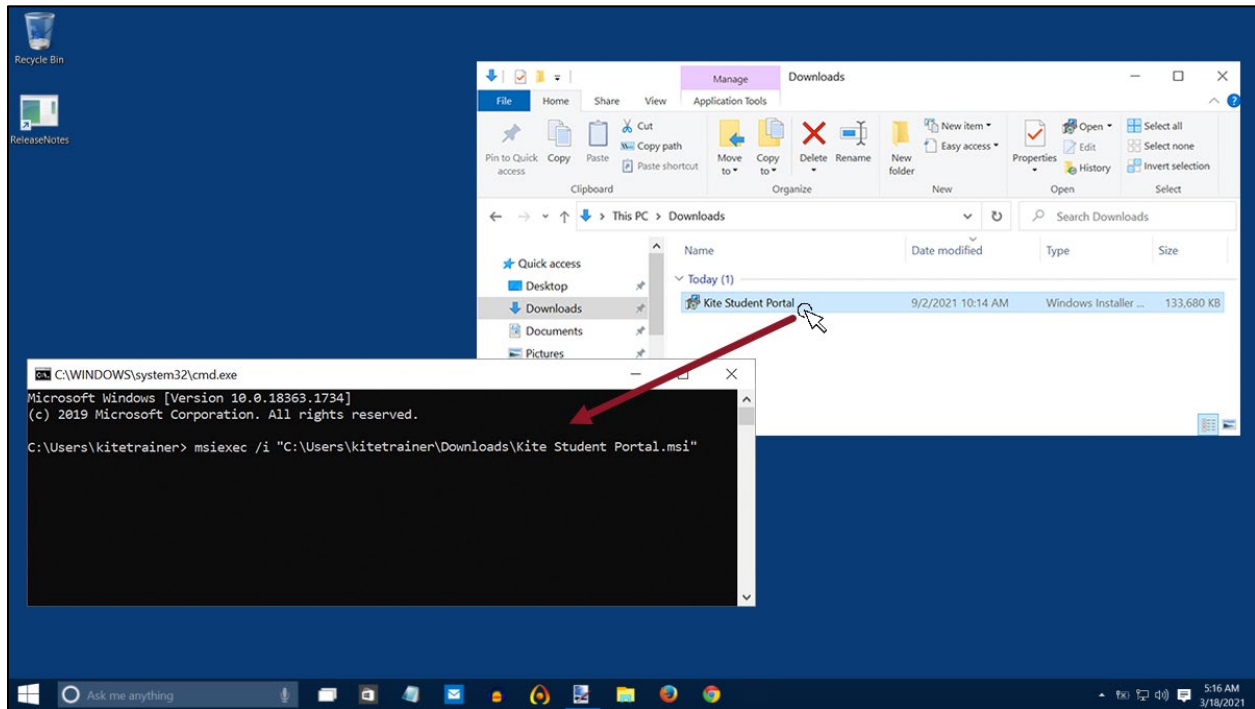 Recycle Bin
ReleaseNotes
Manage
Downloads
File
Home
Share
View
Application Tools
Pin to Quick access
Copy
Paste
Cut
Copy path
Paste shortcut
Move to
Copy to
Delete
Rename
New folder
New item
Easy access
Properties
Open
Edit
History
Select all
Select none
Invert selection
Clipboard
Organize
New
Open
Select
This PC > Downloads
Search Downloads
Name
Date modified
Type
Size
Quick access
Desktop
Downloads
Documents
Pictures
Today (1)
Kite Student Portal
9/2/2021 10:14 AM
Windows Installer ...
133,680 KB
C:\WINDOWS\system32\cmd.exe
Microsoft Windows [Version 10.0.18363.1734]
(c) 2019 Microsoft Corporation. All rights reserved.
C:\Users\kitetrainer> msiexec /i "C:\Users\kitetrainer\Downloads\Kite Student Portal.msi"
Ask me anything
5:16 AM
3/18/2021